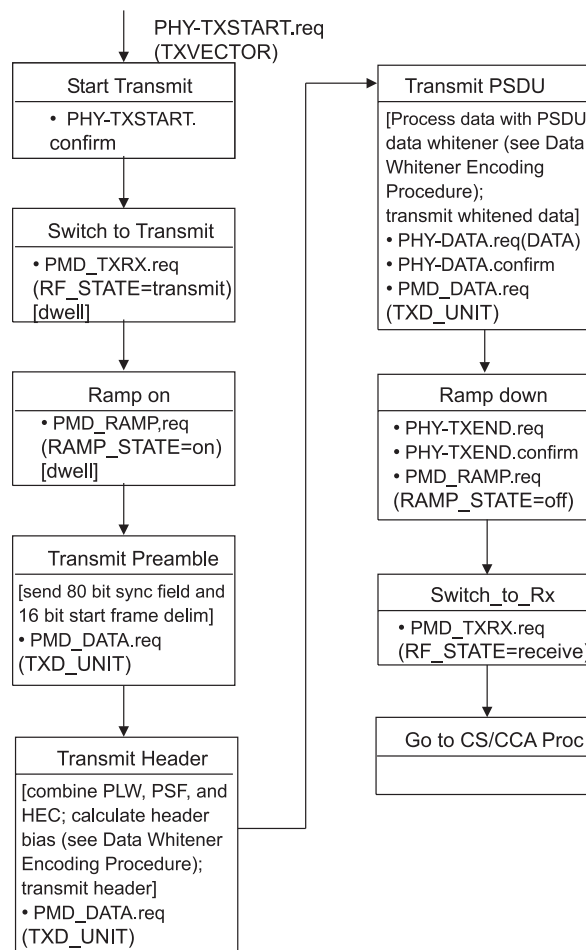 PHY-TXSTART.req
(TXVECTOR)
Start Transmit
• PHY-TXSTART.
confirm
Switch to Transmit
• PMD_TXRX.req
(RF_STATE=transmit)
[dwell]
Ramp on
• PMD_RAMP,req
(RAMP_STATE=on)
[dwell]
Transmit Preamble
[send 80 bit sync field and
16 bit start frame delim]
• PMD_DATA.req
(TXD_UNIT)
Transmit Header
[combine PLW, PSF, and
HEC; calculate header
bias (see Data Whitener
Encoding Procedure);
transmit header]
• PMD_DATA.req
(TXD_UNIT)
Transmit PSDU
[Process data with PSDU
data whitener (see Data
Whitener Encoding
Procedure);
transmit whitened data]
• PHY-DATA.req(DATA)
• PHY-DATA.confirm
• PMD_DATA.req
(TXD_UNIT)
Ramp down
• PHY-TXEND.req
• PHY-TXEND.confirm
• PMD_RAMP.req
(RAMP_STATE=off)
Switch_to_Rx
• PMD_TXRX.req
(RF_STATE=receive)
Go to CS/CCA Proc